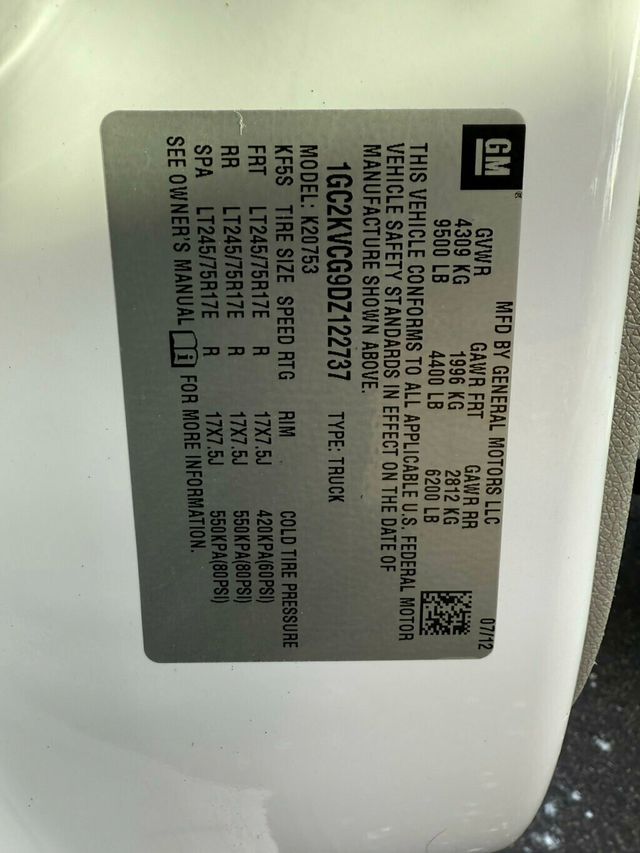 GM
®
MFD BY GENERAL MOTORS LLC 07/12
GVWR GAWR FRT GAWR RR
4309 KG 1996 KG 2812 KG
9500 LB 4400 LB 6200 LB
THIS VEHICLE CONFORMS TO ALL APPLICABLE U.S. FEDERAL MOTOR
VEHICLE SAFETY STANDARDS IN EFFECT ON THE DATE OF
MANUFACTURE SHOWN ABOVE.
1GC2KVCG9DZ122737 TYPE: TRUCK
MODEL: K20753
KF5S TIRE SIZE SPEED RTG RIM COLD TIRE PRESSURE
FRT LT245/75R17E R 17X7.5J 420KPA(60PSI)
RR LT245/75R17E R 17X7.5J 550KPA(80PSI)
SPA LT245/75R17E R 17X7.5J 550KPA(80PSI)
SEE OWNER'S MANUAL i FOR MORE INFORMATION.